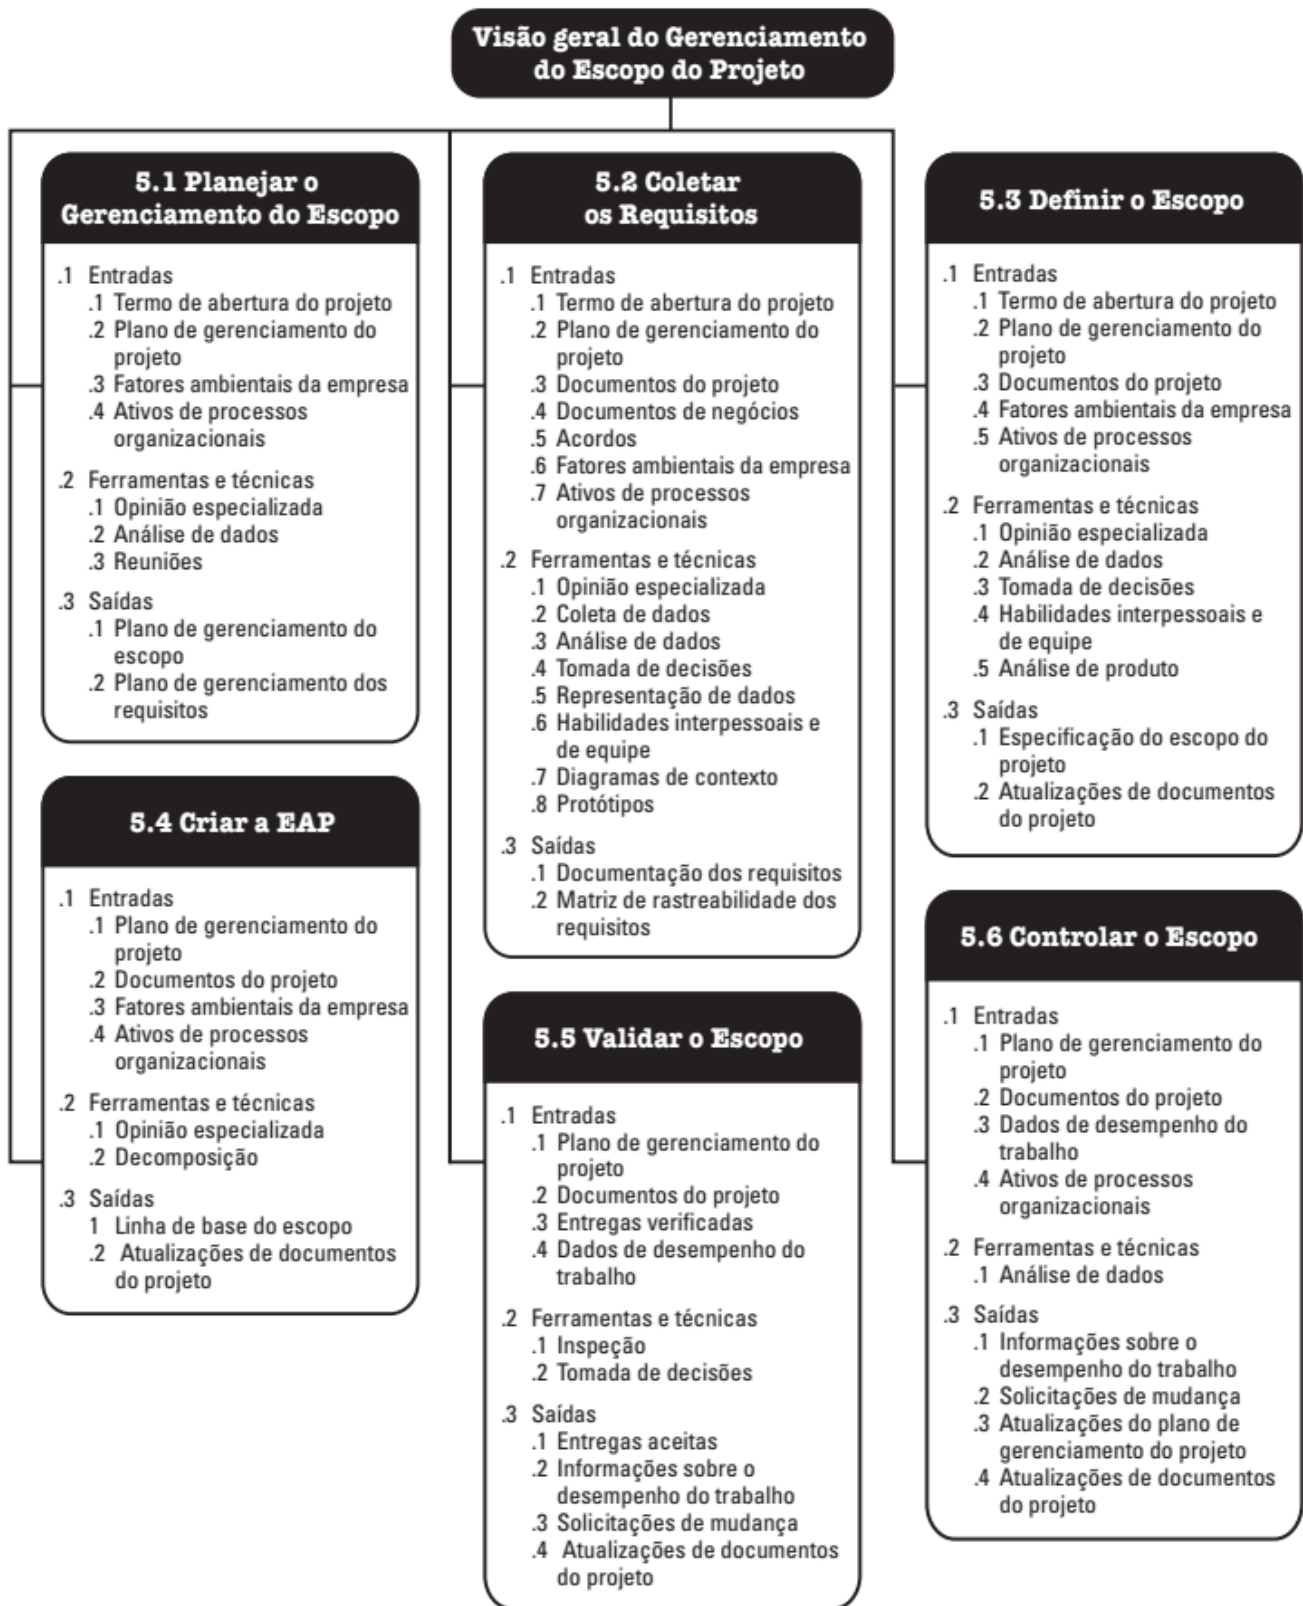 Visão geral do Gerenciamento
do Escopo do Projeto
5.1 Planejar o
Gerenciamento do Escopo
.1 Entradas
.1 Termo de abertura do projeto
.2 Plano de gerenciamento do
projeto
.3 Fatores ambientais da empresa
.4 Ativos de processos
organizacionais
.2 Ferramentas e técnicas
.1 Opinião especializada
.2 Análise de dados
.3 Reuniões
.3 Saídas
.1 Plano de gerenciamento do
escopo
.2 Plano de gerenciamento dos
requisitos
5.2 Coletar
os Requisitos
.1 Entradas
.1 Termo de abertura do projeto
.2 Plano de gerenciamento do
projeto
.3 Documentos do projeto
.4 Documentos de negócios
.5 Acordos
.6 Fatores ambientais da empresa
.7 Ativos de processos
organizacionais
.2 Ferramentas e técnicas
.1 Opinião especializada
.2 Coleta de dados
.3 Análise de dados
.4 Tomada de decisões
.5 Representação de dados
.6 Habilidades interpessoais e
de equipe
.7 Diagramas de contexto
.8 Protótipos
.3 Saídas
.1 Documentação dos requisitos
.2 Matriz de rastreabilidade dos
requisitos
5.3 Definir o Escopo
.1 Entradas
.1 Termo de abertura do projeto
.2 Plano de gerenciamento do
projeto
.3 Documentos do projeto
.4 Fatores ambientais da empresa
.5 Ativos de processos
organizacionais
.2 Ferramentas e técnicas
.1 Opinião especializada
.2 Análise de dados
.3 Tomada de decisões
.4 Habilidades interpessoais e
de equipe
.5 Análise de produto
.3 Saídas
.1 Especificação do escopo do
projeto
.2 Atualizações de documentos
do projeto
5.4 Criar a EAP
.1 Entradas
.1 Plano de gerenciamento do
projeto
.2 Documentos do projeto
.3 Fatores ambientais da empresa
.4 Ativos de processos
organizacionais
.2 Ferramentas e técnicas
.1 Opinião especializada
.2 Decomposição
.3 Saídas
1 Linha de base do escopo
.2 Atualizações de documentos
do projeto
5.5 Validar o Escopo
.1 Entradas
.1 Plano de gerenciamento do
projeto
.2 Documentos do projeto
.3 Entregas verificadas
.4 Dados de desempenho do
trabalho
.2 Ferramentas e técnicas
.1 Inspeção
.2 Tomada de decisões
.3 Saídas
.1 Entregas aceitas
.2 Informações sobre o
desempenho do trabalho
.3 Solicitações de mudança
.4 Atualizações de documentos
do projeto
5.6 Controlar o Escopo
.1 Entradas
.1 Plano de gerenciamento do
projeto
.2 Documentos do projeto
.3 Dados de desempenho do
trabalho
.4 Ativos de processos
organizacionais
.2 Ferramentas e técnicas
.1 Análise de dados
.3 Saídas
.1 Informações sobre o
desempenho do trabalho
.2 Solicitações de mudança
.3 Atualizações do plano de
gerenciamento do projeto
.4 Atualizações de documentos
do projeto